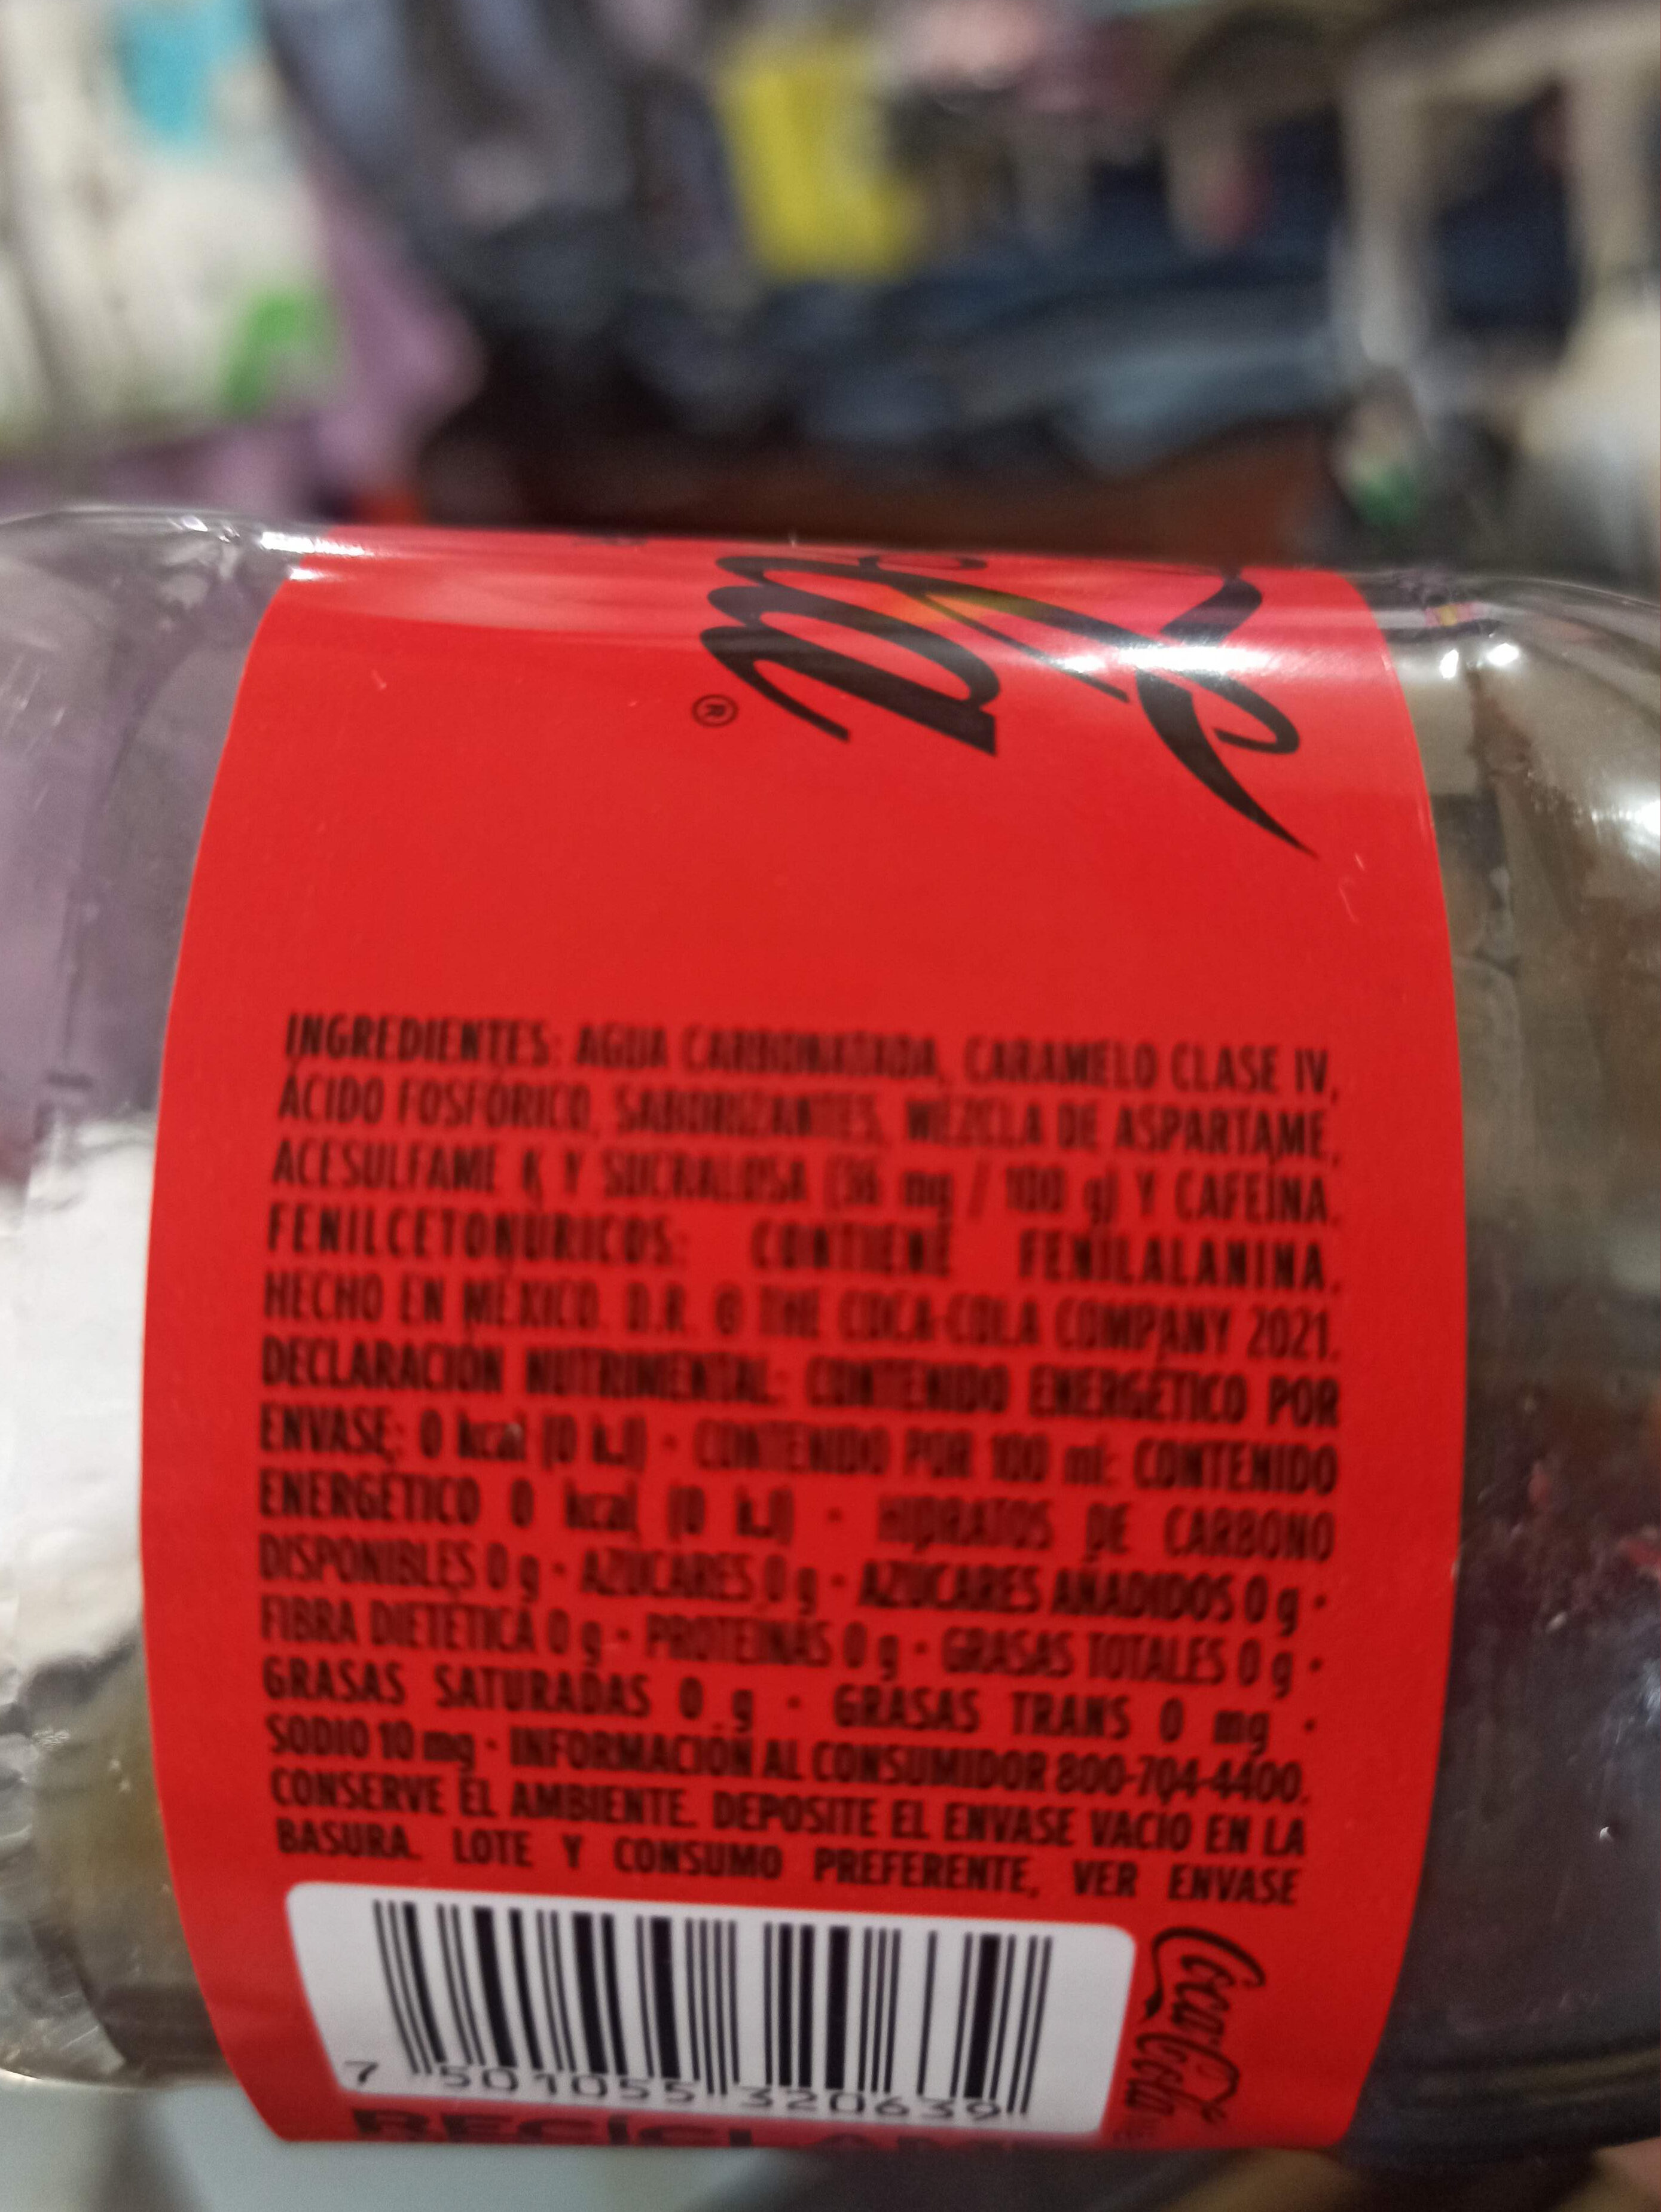 ®
INGREDIENTES: AGUA CARBONATADA, CARAMELO CLASE IV,
ÁCIDO FOSFÓRICO, SABORIZANTES, MEZCLA DE ASPARTAME,
ACESULFAME K Y SUCRALOSA (36 mg / 100 g) Y CAFEÍNA.
FENILCETONÚRICOS: CONTIENE FENILALANINA.
HECHO EN MÉXICO. D.R. © THE COCA-COLA COMPANY 2021.
DECLARACIÓN NUTRIMENTAL: CONTENIDO ENERGÉTICO POR
ENVASE: 0 kcal (0 kJ) • CONTENIDO POR 100 ml: CONTENIDO
ENERGÉTICO 0 kcal (0 kJ) • HIDRATOS DE CARBONO
DISPONIBLES 0 g • AZÚCARES 0 g • AZÚCARES AÑADIDOS 0 g •
FIBRA DIETÉTICA 0 g • PROTEÍNAS 0 g • GRASAS TOTALES 0 g •
GRASAS SATURADAS 0 g • GRASAS TRANS 0 mg •
SODIO 10 mg • INFORMACIÓN AL CONSUMIDOR 800-704-4400.
CONSERVE EL AMBIENTE. DEPOSITE EL ENVASE VACÍO EN LA
BASURA. LOTE Y CONSUMO PREFERENTE, VER ENVASE
Coca-Cola
7 501055 320639